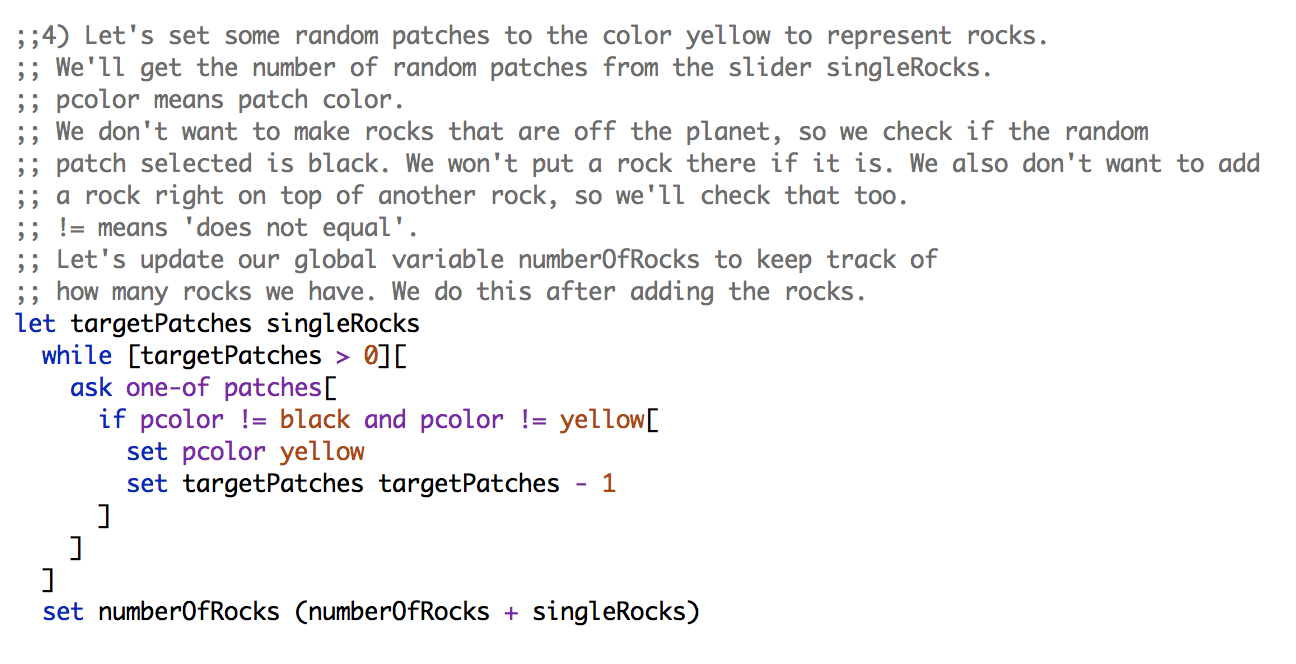 ;;4) Let's set some random patches to the color yellow to represent rocks.
;; We'll get the number of random patches from the slider singleRocks.
;; pcolor means patch color.
;; We don't want to make rocks that are off the planet, so we check if the random
;; patch selected is black. We won't put a rock there if it is. We also don't want to add
;; a rock right on top of another rock, so we'll check that too.
;; != means 'does not equal'.
;; Let's update our global variable numberOfRocks to keep track of
;; how many rocks we have. We do this after adding the rocks.
let targetPatches singleRocks
  while [targetPatches > 0][
    ask one-of patches[
      if pcolor != black and pcolor != yellow[
        set pcolor yellow
        set targetPatches targetPatches - 1
      ]
    ]
  ]
  set numberOfRocks (numberOfRocks + singleRocks)